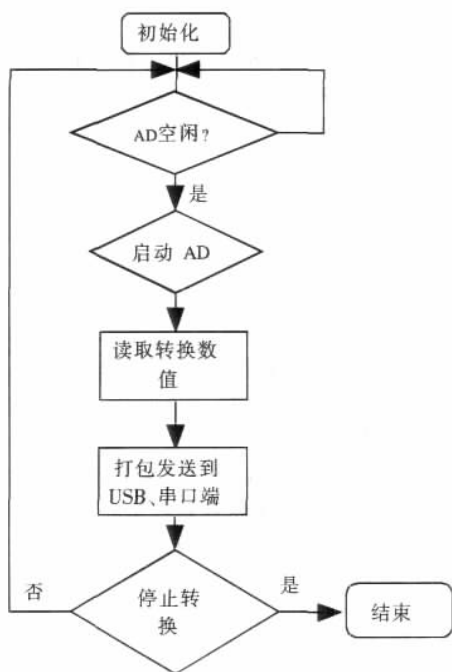 初始化
AD空闲?
是
启动 AD
读取转换数
值
打包发送到
USB、串口端
否
停止转
换
是
结束